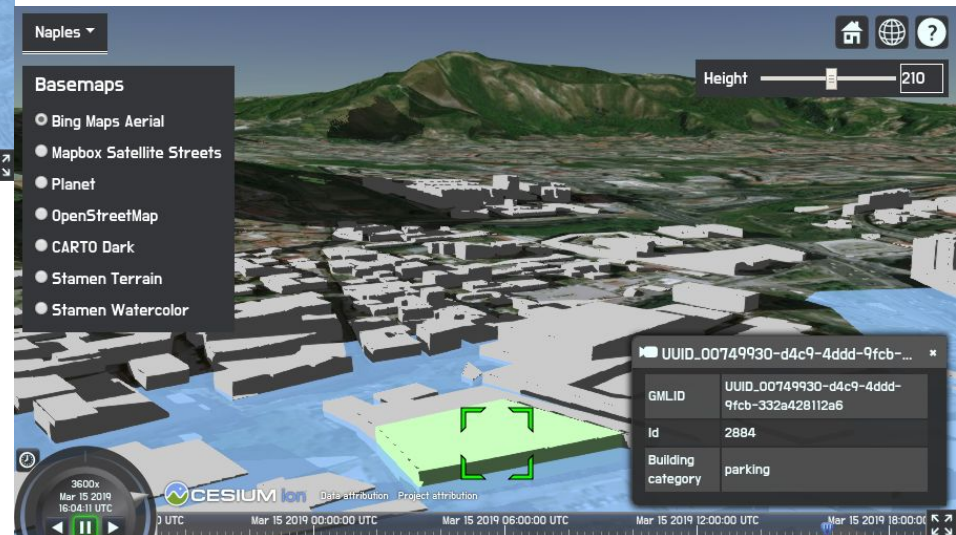 Naples
Height 210
Basemaps
Bing Maps Aerial
Mapbox Satellite Streets
Planet
OpenStreetMap
CARTO Dark
Stamen Terrain
Stamen Watercolor
UUID_00749930-d4c9-4ddd-9fcb-...
GMLID UUID_00749930-d4c9-4ddd-
9fcb-332a428112a6
Id 2884
Building
category parking
3600x
Mar 15 2019
16:04:11 UTC
CESIUM ion Data attribution Project attribution
UTC Mar 15 2019 00:00:00 UTC Mar 15 2019 06:00:00 UTC Mar 15 2019 12:00:00 UTC Mar 15 2019 18:00:00